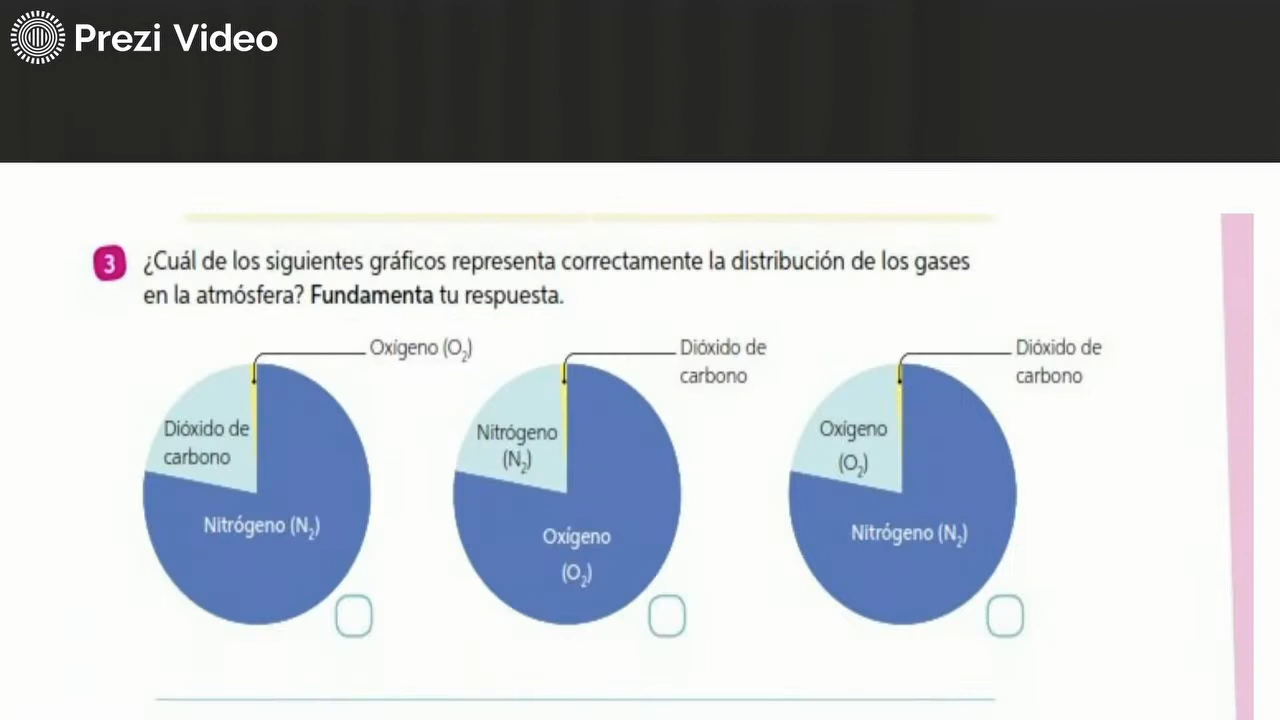 Prezi Video
3 ¿Cuál de los siguientes gráficos representa correctamente la distribución de los gases
en la atmósfera? Fundamenta tu respuesta.
Oxígeno (O₂)
Dióxido de
carbono
Nitrógeno (N₂)
Dióxido de
carbono
Nitrógeno
(N₂)
Oxígeno
(O₂)
Dióxido de
carbono
Oxígeno
(O₂)
Nitrógeno (N₂)